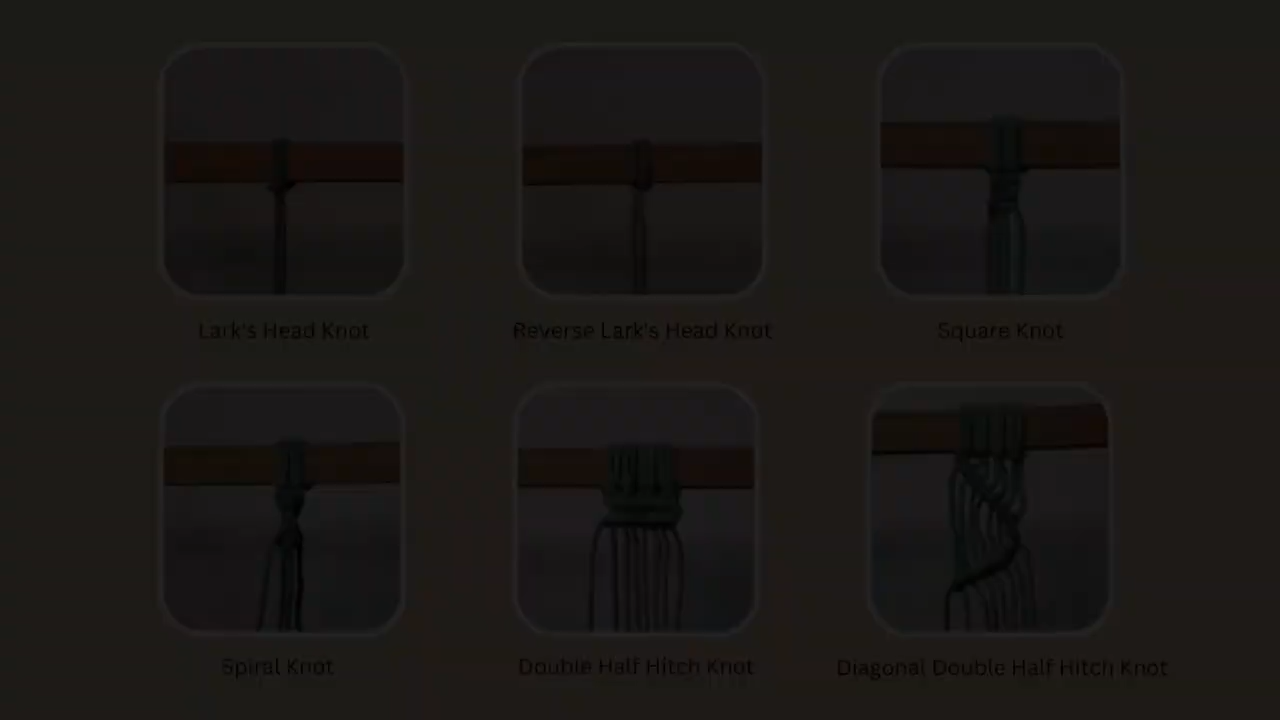 Lark's Head Knot
Reverse Lark's Head Knot
Square Knot
Spiral Knot
Double Half Hitch Knot
Diagonal Double Half Hitch Knot